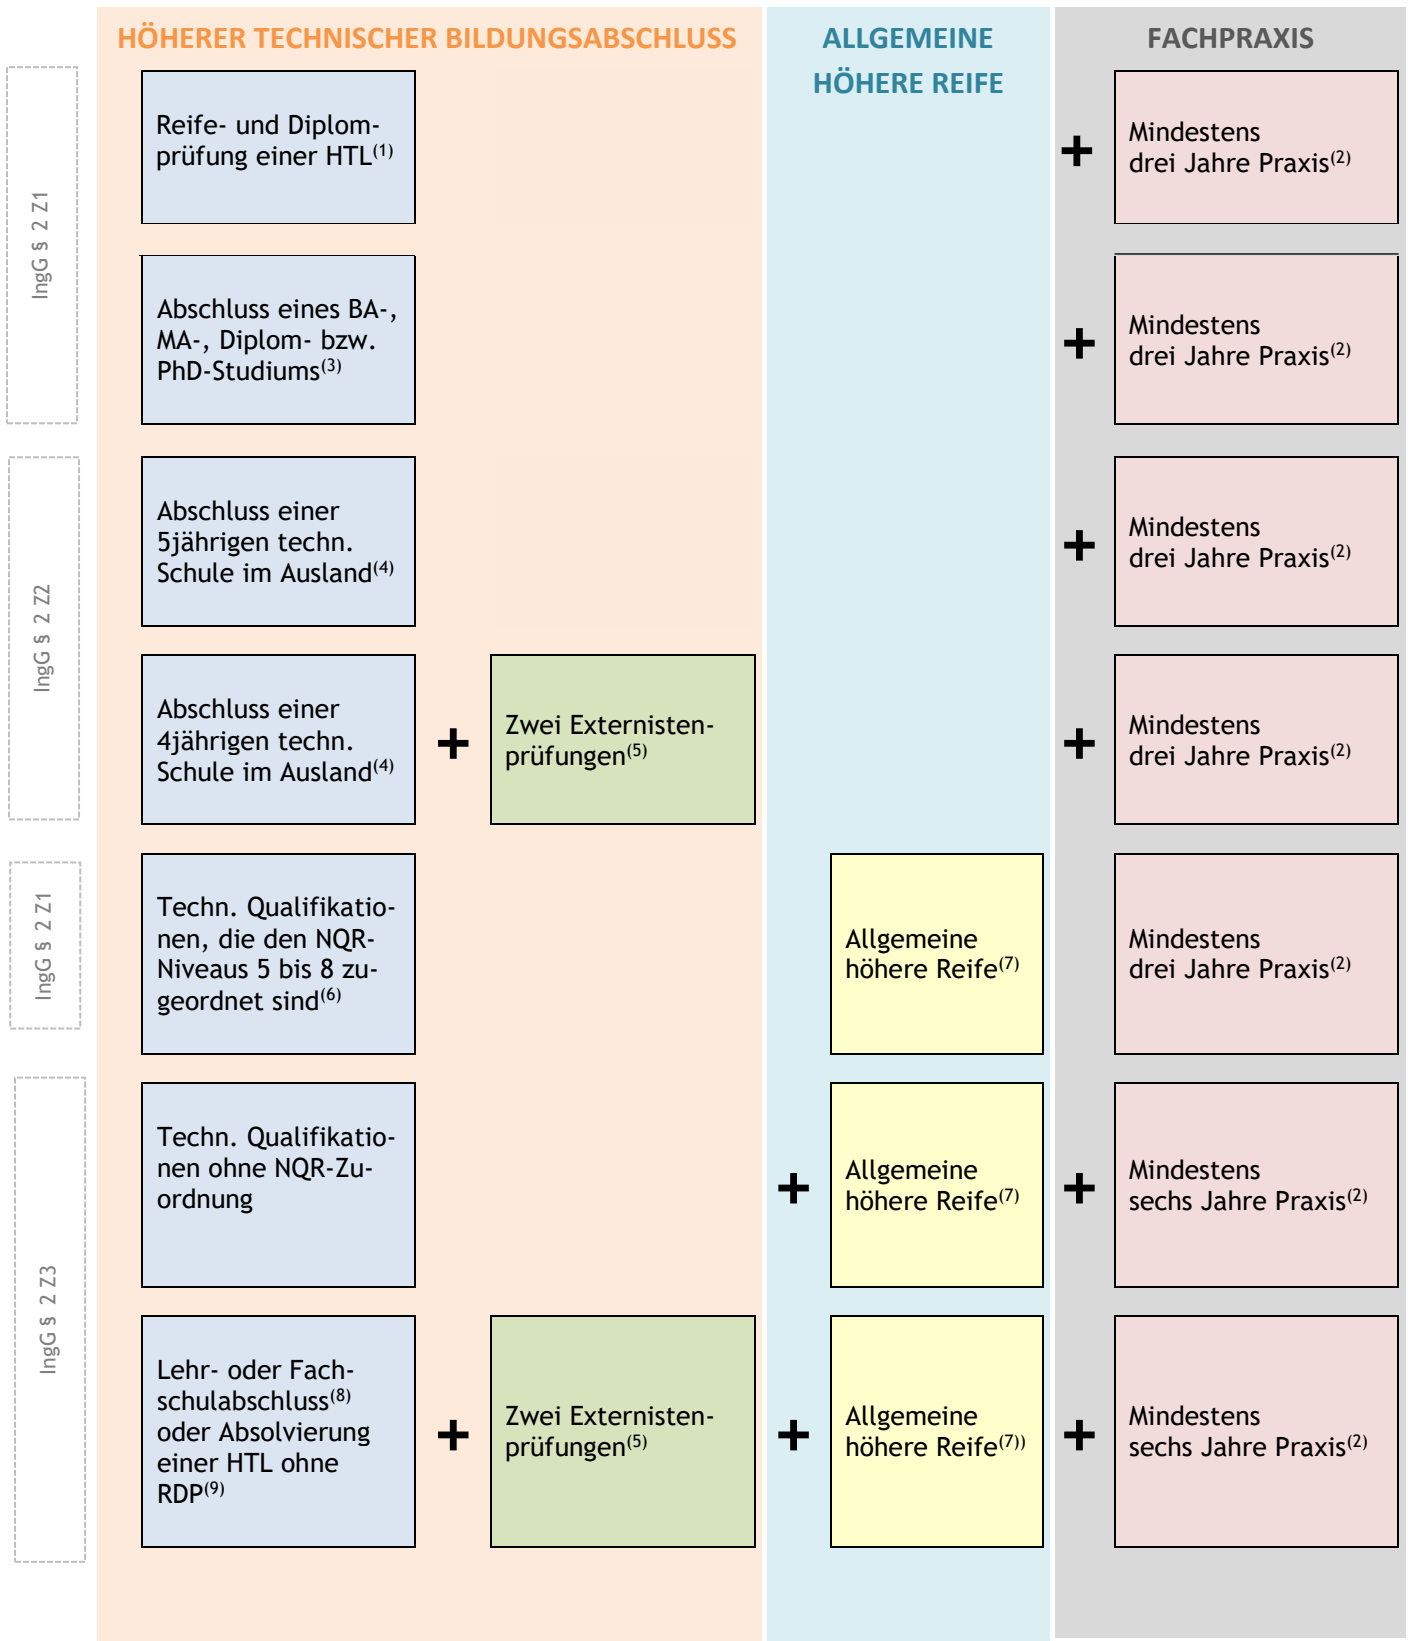 HÖHERER TECHNISCHER BILDUNGSABSCHLUSS
ALLGEMEINE
HÖHERE REIFE
FACHPRAXIS
IngG § 2 Z1
Reife- und Diplom-
prüfung einer HTL(1)
+
Mindestens
drei Jahre Praxis(2)
Abschluss eines BA-,
MA-, Diplom- bzw.
PhD-Studiums(3)
+
Mindestens
drei Jahre Praxis(2)
IngG § 2 Z2
Abschluss einer
5jährigen techn.
Schule im Ausland(4)
+
Mindestens
drei Jahre Praxis(2)
Abschluss einer
4jährigen techn.
Schule im Ausland(4)
+
Zwei Externisten-
prüfungen(5)
+
Mindestens
drei Jahre Praxis(2)
IngG § 2 Z1
Techn. Qualifikatio-
nen, die den NQR-
Niveaus 5 bis 8 zu-
geordnet sind(6)
Allgemeine
höhere Reife(7)
Mindestens
drei Jahre Praxis(2)
IngG § 2 Z3
Techn. Qualifikatio-
nen ohne NQR-Zu-
ordnung
+
Allgemeine
höhere Reife(7)
+
Mindestens
sechs Jahre Praxis(2)
Lehr- oder Fach-
schulabschluss(8)
oder Absolvierung
einer HTL ohne
RDP(9)
+
Zwei Externisten-
prüfungen(5)
+
Allgemeine
höhere Reife(7))
+
Mindestens
sechs Jahre Praxis(2)